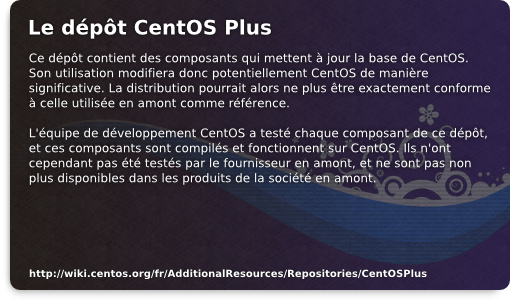 Le dépôt CentOS Plus
Ce dépôt contient des composants qui mettent à jour la base de CentOS.
Son utilisation modifiera donc potentiellement CentOS de manière
significative. La distribution pourrait alors ne plus être exactement conforme
à celle utilisée en amont comme référence.
L'équipe de développement CentOS a testé chaque composant de ce dépôt,
et ces composants sont compilés et fonctionnent sur CentOS. Ils n'ont
cependant pas été testés par le fournisseur en amont, et ne sont pas non
plus disponibles dans les produits de la société en amont.
http://wiki.centos.org/fr/AdditionalResources/Repositories/CentOSPlus